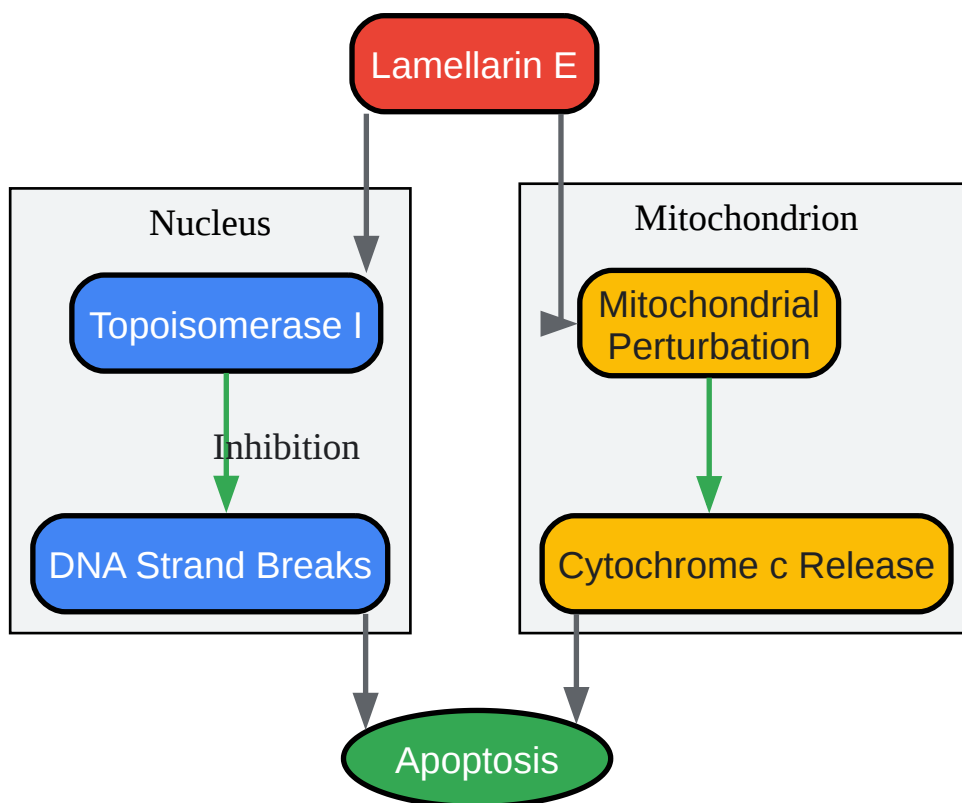 Lamellarin E
Nucleus
Mitochondrion
Topoisomerase I
Mitochondrial
Perturbation
Inhibition
DNA Strand Breaks
Cytochrome c Release
Apoptosis